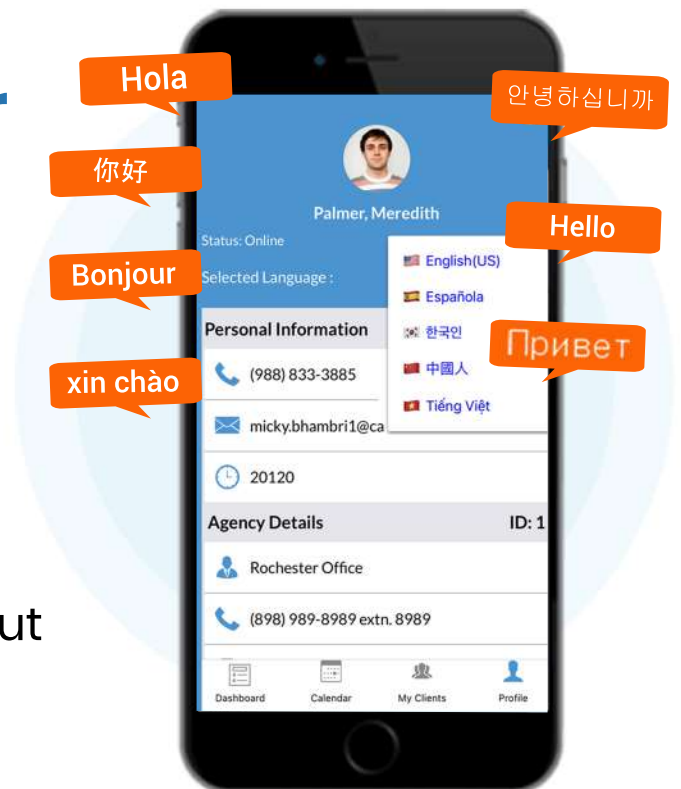 Hola
안녕하십니까
你好
Palmer, Meredith
Hello
Status: Online
English(US)
Bonjour
Selected Language :
Española
Personal Information
한국인
Привет
(988) 833-3885
中國人
xin chào
Tiếng Việt
micky.bhambri1@ca
20120
Agency Details
ID: 1
Rochester Office
ut
(898) 989-8989 extn. 8989
Dashboard
Calendar
My Clients
Profile